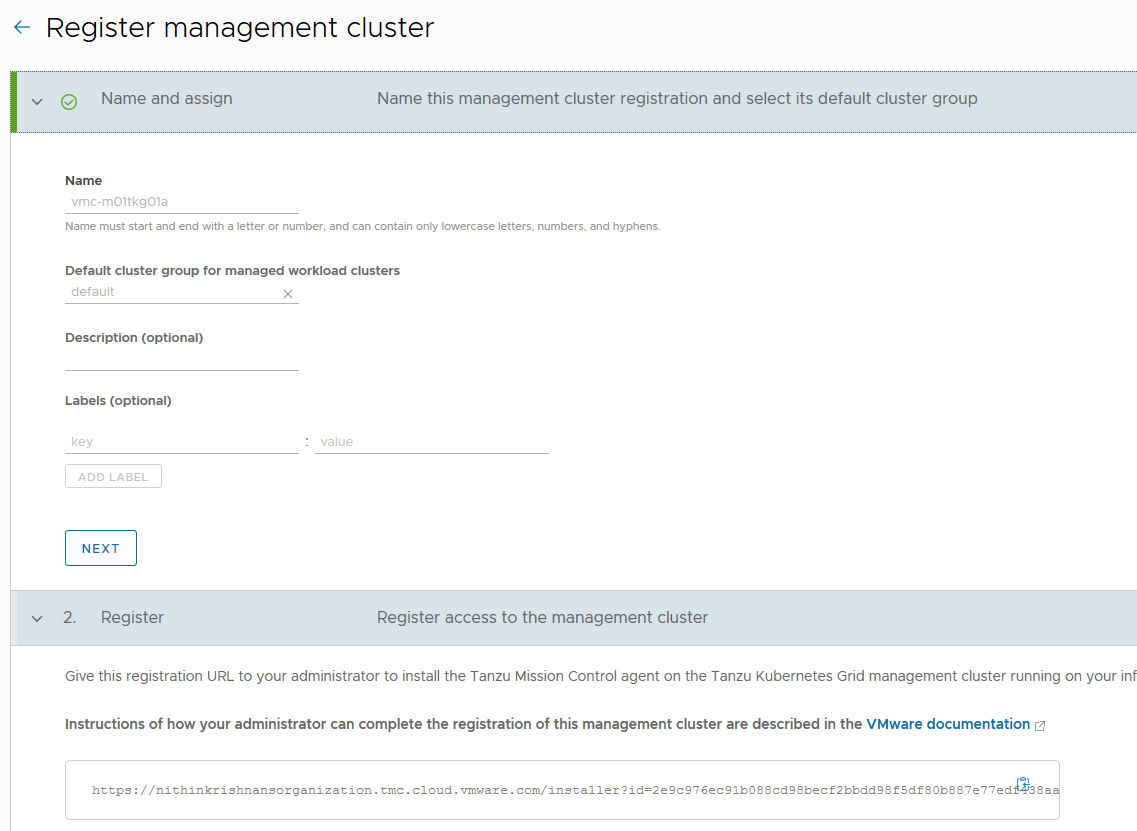 Register management cluster
Name and assign Name this management cluster registration and select its default cluster group
Name
vmc-m01tkg01a
Name must start and end with a letter or number, and can contain only lowercase letters, numbers, and hyphens.
Default cluster group for managed workload clusters
default
Description (optional)
Labels (optional)
key : value
ADD LABEL
NEXT
2. Register Register access to the management cluster
Give this registration URL to your administrator to install the Tanzu Mission Control agent on the Tanzu Kubernetes Grid management cluster running on your inf
Instructions of how your administrator can complete the registration of this management cluster are described in the VMware documentation
https://nithinkrishnansorganization.tmc.cloud.vmware.com/installer?id=2e9c976ec91b088cd98becf2bbdd98f5df80b887e77edf438aa